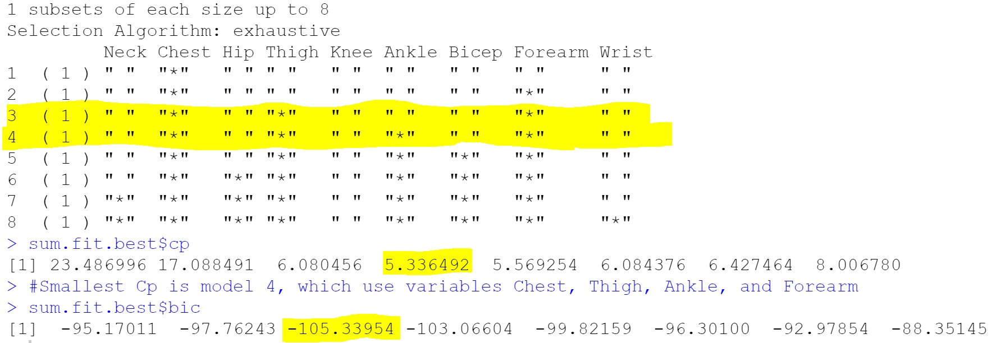 1 subsets of each size up to 8
Selection Algorithm: exhaustive
         Neck Chest Hip Thigh Knee Ankle Bicep Forearm Wrist
1  ( 1 ) " "  "*"   " " " "   " "  " "   " "   " "     " "
2  ( 1 ) " "  "*"   " " " "   " "  " "   " "   "*"     " "
3  ( 1 ) " "  "*"   " " "*"   " "  " "   " "   "*"     " "
4  ( 1 ) " "  "*"   " " "*"   " "  "*"   " "   "*"     " "
5  ( 1 ) " "  "*"   " " "*"   " "  "*"   "*"   "*"     " "
6  ( 1 ) " "  "*"   "*" "*"   " "  "*"   "*"   "*"     " "
7  ( 1 ) "*"  "*"   "*" "*"   " "  "*"   "*"   "*"     " "
8  ( 1 ) "*"  "*"   "*" "*"   " "  "*"   "*"   "*"     "*"
> sum.fit.best$cp
[1] 23.486996 17.088491  6.080456  5.336492  5.569254  6.084376  6.427464  8.006780
> #Smallest Cp is model 4, which use variables Chest, Thigh, Ankle, and Forearm
> sum.fit.best$bic
[1]  -95.17011  -97.76243 -105.33954 -103.06604  -99.82159  -96.30100  -92.97854  -88.35145